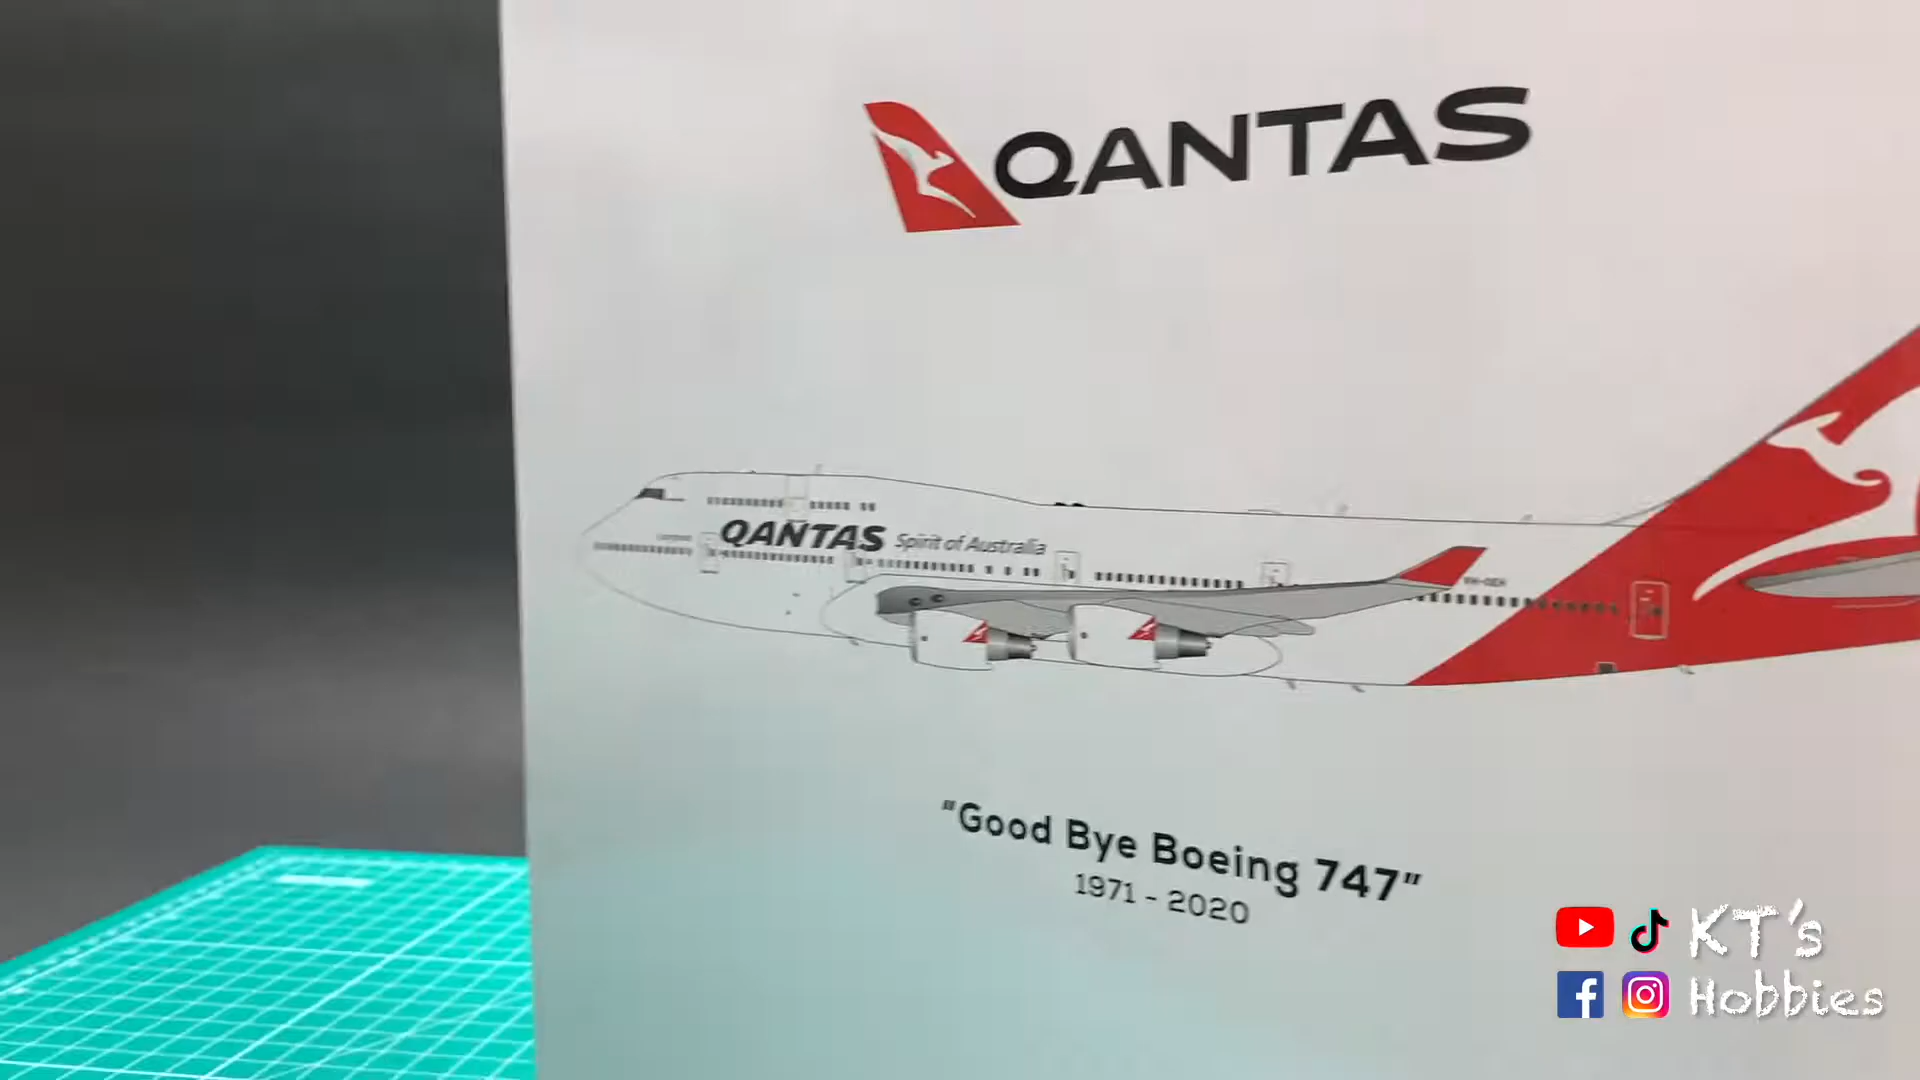 QANTAS
QANTAS Spirit of Australia
"Good Bye Boeing 747"
1971 - 2020
KT's
Hobbies